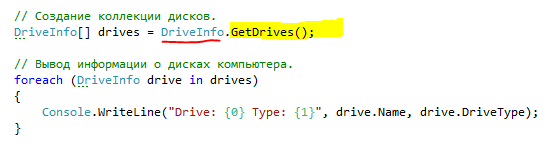 // Создание коллекции дисков.
DriveInfo[] drives = DriveInfo.GetDrives();
// Вывод информации о дисках компьютера.
foreach (DriveInfo drive in drives)
{
Console.WriteLine("Drive: {0} Type: {1}", drive.Name, drive.DriveType);
}